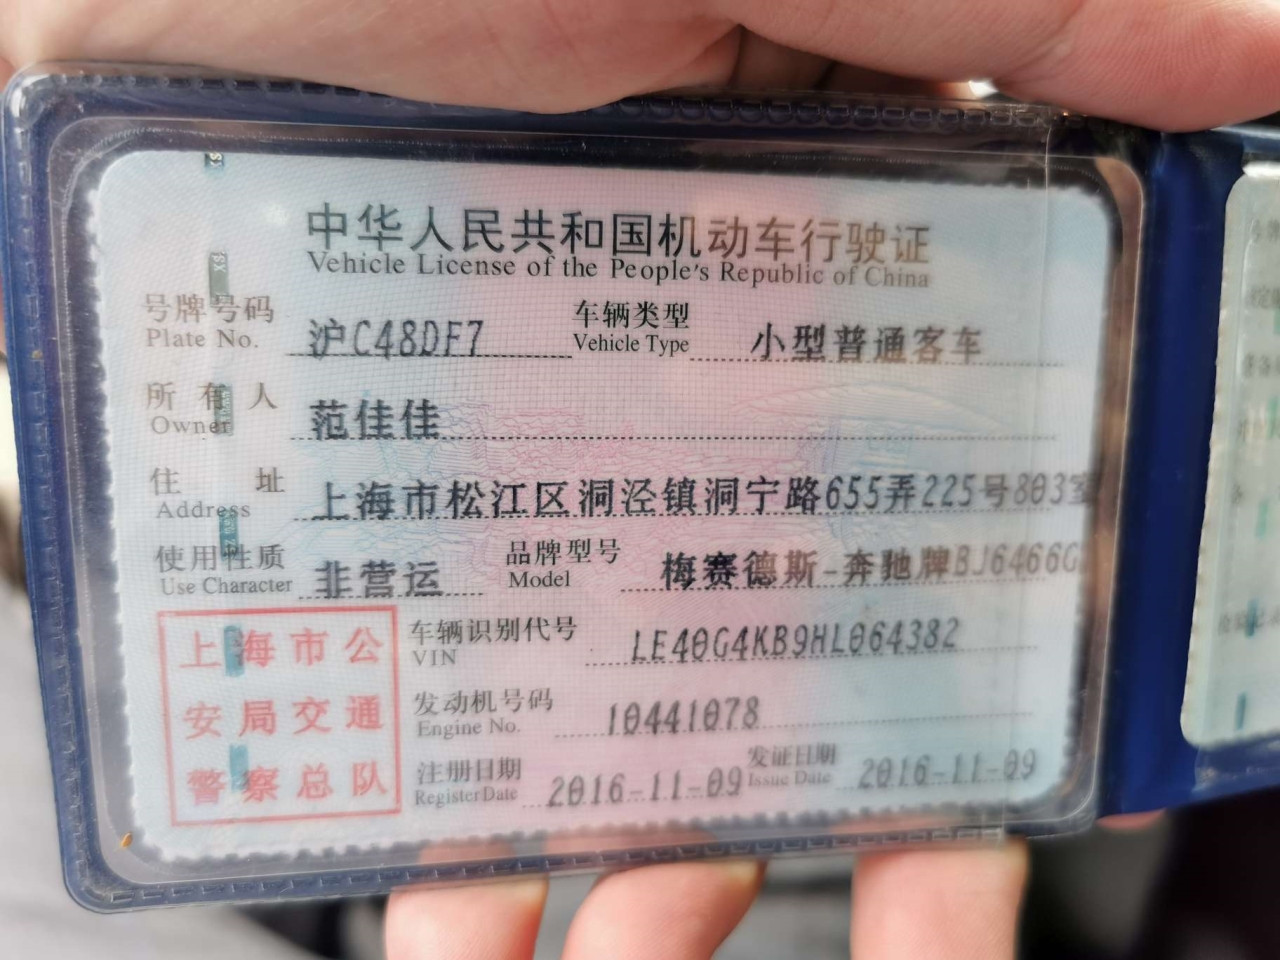 中华人民共和国机动车行驶证
Vehicle License of the People's Republic of China
号牌号码 沪C48DF7 车辆类型 小型普通客车
Plate No. Vehicle Type
所有人 范佳佳
Owner
住址 上海市松江区洞泾镇洞宁路655弄225号803室
Address
使用性质 非营运 品牌型号 梅赛德斯-奔驰牌BJ6466G
Use Character Model
上海市公
安局交通
警察总队
车辆识别代号 LE40G4KB9HL064382
VIN
发动机号码 10441078
Engine No.
注册日期 2016-11-09 发证日期 2016-11-09
Register Date Issue Date